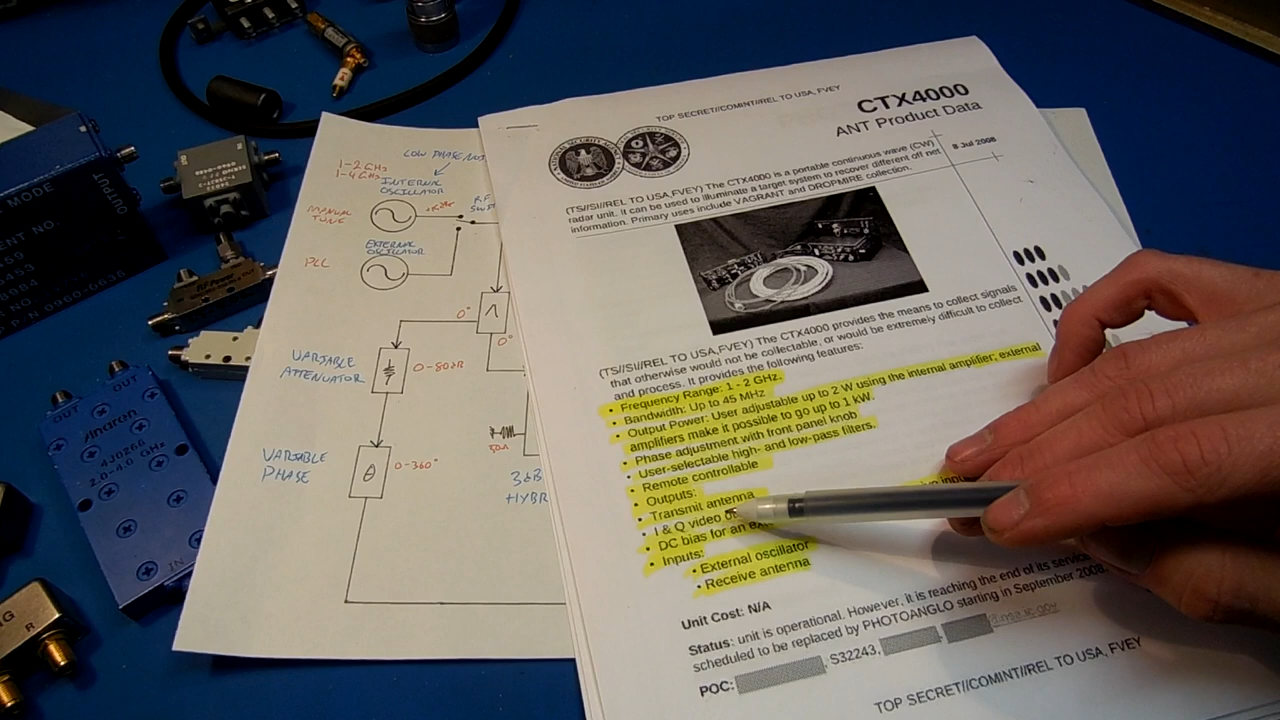 TOP SECRET//COMINT//REL TO USA, FVEY
CTX4000
ANT Product Data
8 Jul 2008
(TS//SI//REL TO USA,FVEY) The CTX4000 is a portable continuous wave (CW)
radar unit. It can be used to illuminate a target system to recover different off net
information. Primary uses include VAGRANT and DROPMIRE collection.
(TS//SI//REL TO USA,FVEY) The CTX4000 provides the means to collect signals
that otherwise would not be collectable, or would be extremely difficult to collect
and process. It provides the following features:
• Frequency Range: 1 - 2 GHz.
• Bandwidth: Up to 45 MHz
• Output Power: User adjustable up to 2 W using the internal amplifier, external
amplifiers make it possible to go up to 1 kW.
• Phase adjustment with front panel knob
• User-selectable high- and low-pass filters.
• Remote controllable
• Outputs:
• Transmit antenna
• I & Q video
• DC bias for an
• Inputs:
• External oscillator
• Receive antenna
Unit Cost: N/A
Status: unit is operational. However, it is reaching the end of its service
scheduled to be replaced by PHOTOANGLO starting in September 2008.
POC: , S32243,
TOP SECRET//COMINT//REL TO USA, FVEY
LOW PHASE
1-2 GHz
1-4 GHz
INTERNAL
OSCILLATOR
MANUAL
TUNE
RF
EXTERNAL
OSCILLATOR
PLL
0°
0°
VARIABLE
ATTENUATOR
0-80dB
VARIABLE
PHASE
0-360°
50Ω
3dB
HYBR
MODE
OUTPUT
ENT NO.
P/N 0960-0636
RF Power
OUT
OUT
Anaren
4J0266
2.0-4.0 GHz
IN
NG
R